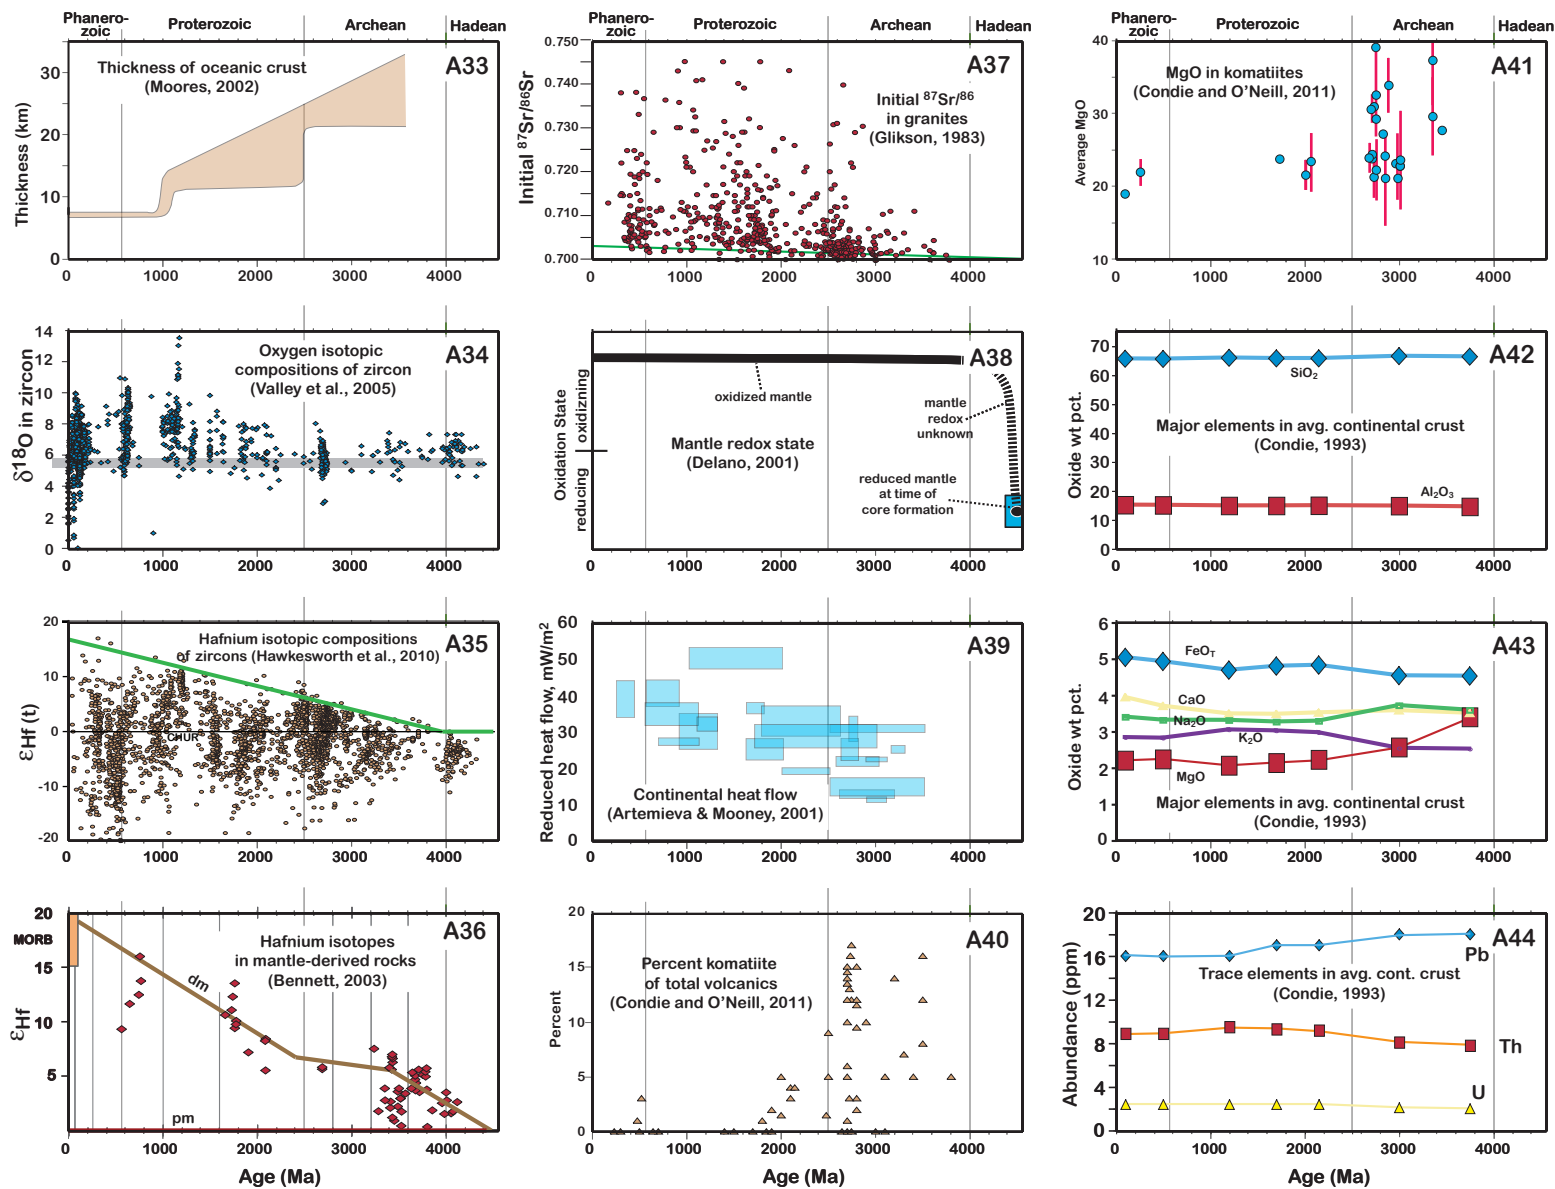 Phanero-
zoic
Proterozoic
Archean
Hadean
A33
Thickness of oceanic crust
(Moores, 2002)
Thickness (km)
30
20
10
0
0
1000
2000
3000
4000
Phanero-
zoic
Proterozoic
Archean
Hadean
A37
Initial 87Sr/86
in granites
(Glikson, 1983)
Initial 87Sr/86Sr
0.750
0.740
0.730
0.720
0.710
0.700
0
1000
2000
3000
4000
Phanero-
zoic
Proterozoic
Archean
Hadean
A41
MgO in komatiites
(Condie and O'Neill, 2011)
Average MgO
40
30
20
10
1000
2000
3000
4000
A34
Oxygen isotopic
compositions of zircon
(Valley et al., 2005)
δ18O in zircon
14
12
10
8
6
4
2
0
0
1000
2000
3000
4000
A38
oxidized mantle
mantle
redox
unknown
Mantle redox state
(Delano, 2001)
reduced mantle
at time of
core formation
Oxidation State
reducing
oxidizning
0
1000
2000
3000
4000
A42
SiO2
Major elements in avg. continental crust
(Condie, 1993)
Al2O3
Oxide wt pct.
70
60
50
40
30
20
10
0
0
1000
2000
3000
4000
A35
Hafnium isotopic compositions
of zircons (Hawkesworth et al., 2010)
CHUR
εHf (t)
20
10
0
-10
-20
0
1000
2000
3000
4000
A39
Continental heat flow
(Artemieva & Mooney, 2001)
Reduced heat flow, mW/m2
60
50
40
30
20
10
0
0
1000
2000
3000
4000
A43
FeOT
CaO
Na2O
K2O
MgO
Major elements in avg. continental crust
(Condie, 1993)
Oxide wt pct.
6
5
4
3
2
1
0
0
1000
2000
3000
4000
A36
Hafnium isotopes
in mantle-derived rocks
(Bennett, 2003)
dm
pm
MORB
εHf
20
15
10
5
0
1000
2000
3000
4000
Age (Ma)
A40
Percent komatiite
of total volcanics
(Condie and O'Neill, 2011)
Percent
20
15
10
5
0
0
1000
2000
3000
4000
Age (Ma)
A44
Pb
Trace elements in avg. cont. crust
(Condie, 1993)
Th
U
Abundance (ppm)
20
16
12
8
4
0
0
1000
2000
3000
4000
Age (Ma)